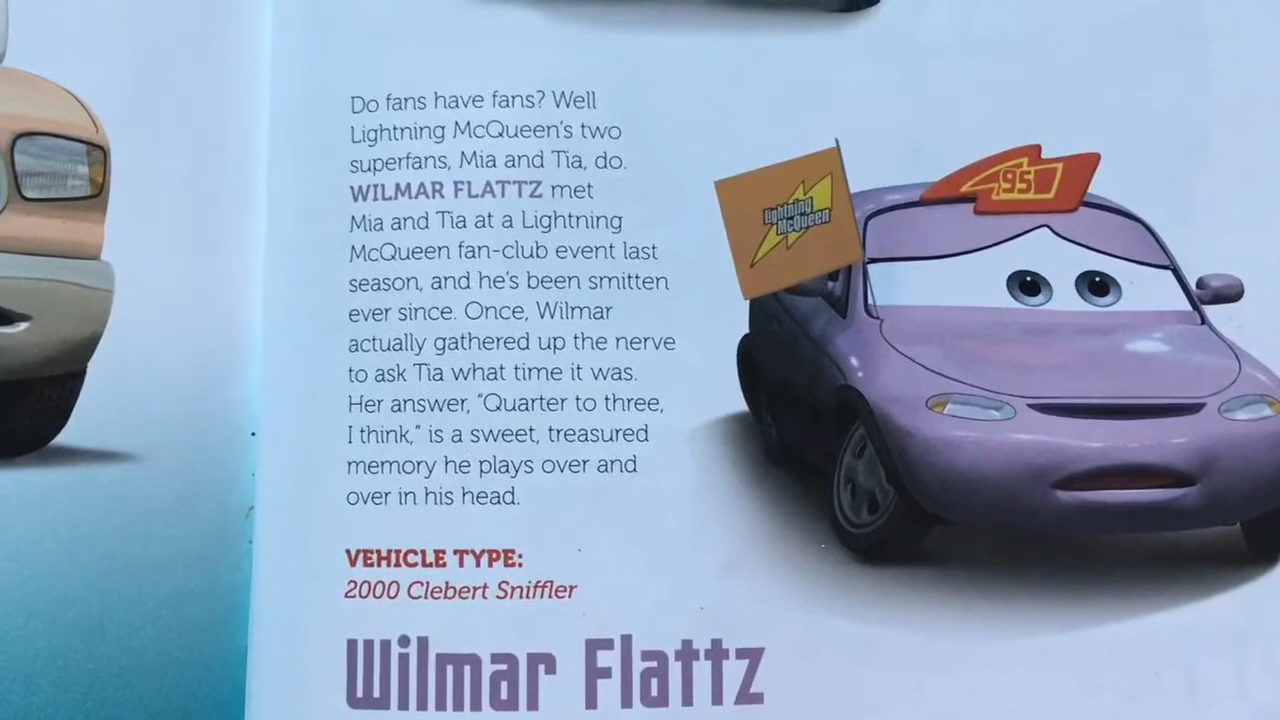 Do fans have fans? Well
Lightning McQueen's two
superfans, Mia and Tia, do.
WILMAR FLATTZ met
Mia and Tia at a Lightning
McQueen fan-club event last
season, and he's been smitten
ever since. Once, Wilmar
actually gathered up the nerve
to ask Tia what time it was.
Her answer, "Quarter to three,
I think," is a sweet, treasured
memory he plays over and
over in his head.
VEHICLE TYPE:
2000 Clebert Sniffler
Wilmar Flattz
Lightning
McQueen
95